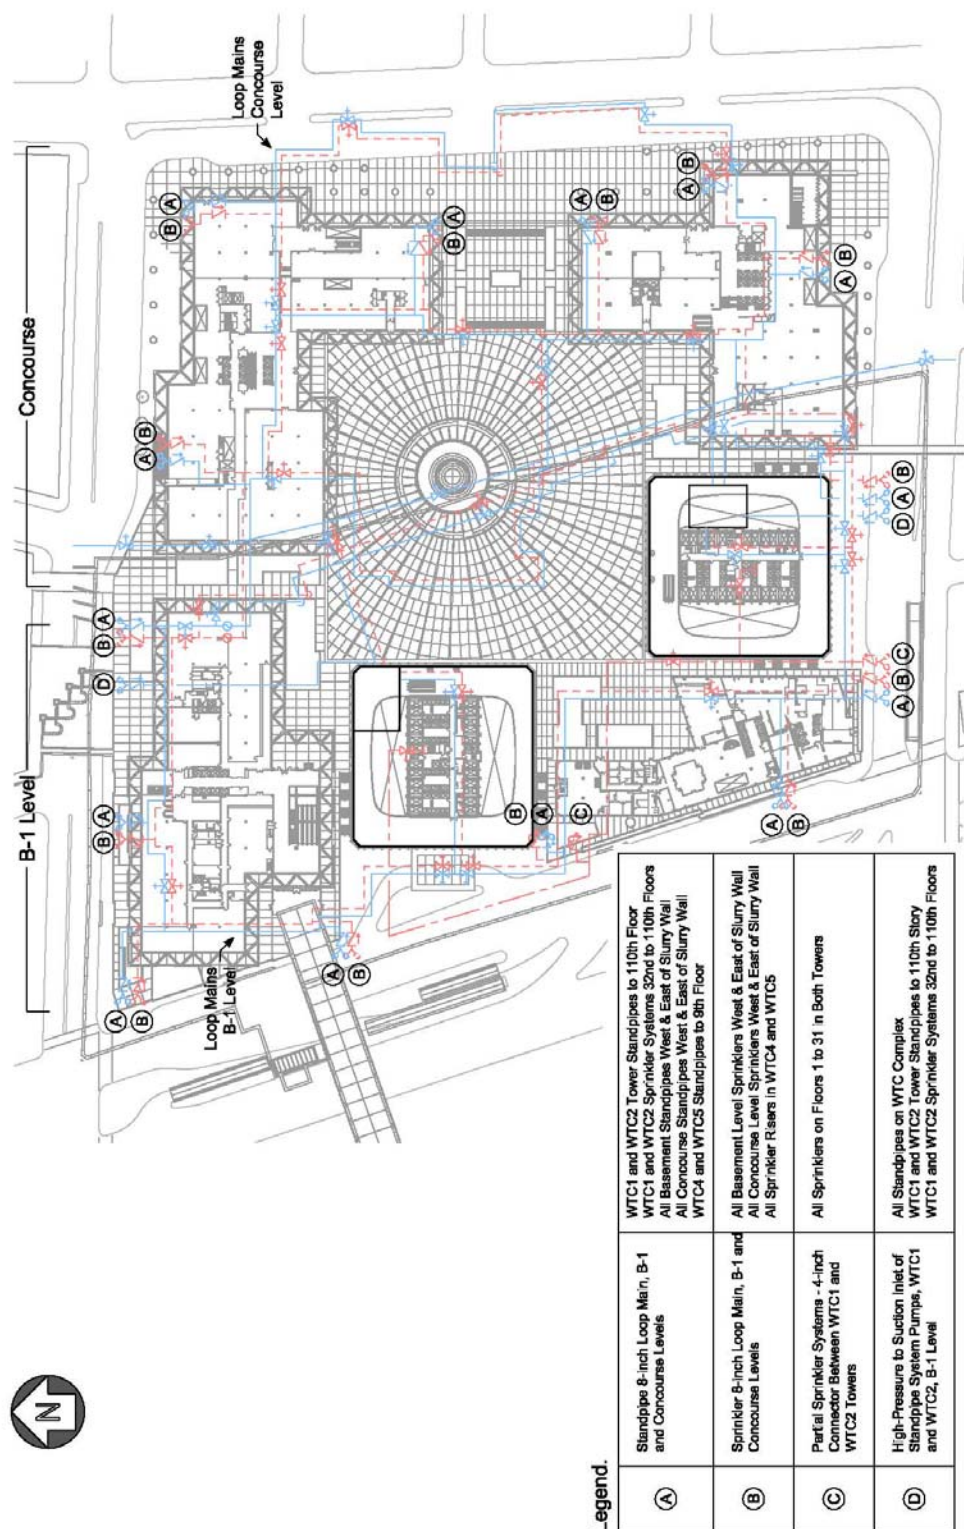 Concourse
B-1 Level
Loop Mains
Concourse
Level
B A
A B
B A
A B
A B
A B
B A
D
B A
A B
A B
Loop Mains
B-1 Level
B A C
D A B
A B C
A B
N
egend.
A
Standpipe 8-inch Loop Main, B-1
and Concourse Levels
WTC1 and WTC2 Tower Standpipes to 110th Floor
WTC1 and WTC2 Sprinkler Systems 32nd to 110th Floors
All Basement Standpipes West & East of Slurry Wall
All Concourse Standpipes West & East of Slurry Wall
WTC4 and WTC5 Standpipes to 9th Floor
B
Sprinkler 8-inch Loop Main, B-1 and
Concourse Levels
All Basement Level Sprinklers West & East of Slurry Wall
All Concourse Level Sprinklers West & East of Slurry Wall
All Sprinkler Risers in WTC4 and WTC5
C
Partial Sprinkler Systems - 4-inch
Connector Between WTC1 and
WTC2 Towers
All Sprinklers on Floors 1 to 31 in Both Towers
D
High-Pressure to Suction Inlet of
Standpipe System Pumps, WTC1
and WTC2, B-1 Level
All Standpipes on WTC Complex
WTC1 and WTC2 Tower Standpipes to 110th Story
WTC1 and WTC2 Sprinkler Systems 32nd to 110th Floors